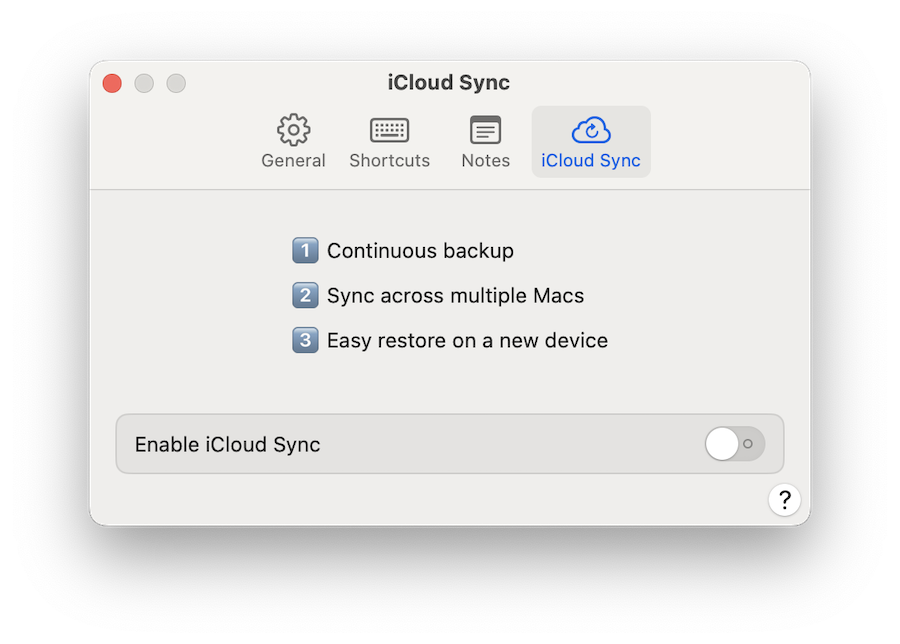 iCloud Sync
General Shortcuts Notes iCloud Sync
1 Continuous backup
2 Sync across multiple Macs
3 Easy restore on a new device
Enable iCloud Sync
?